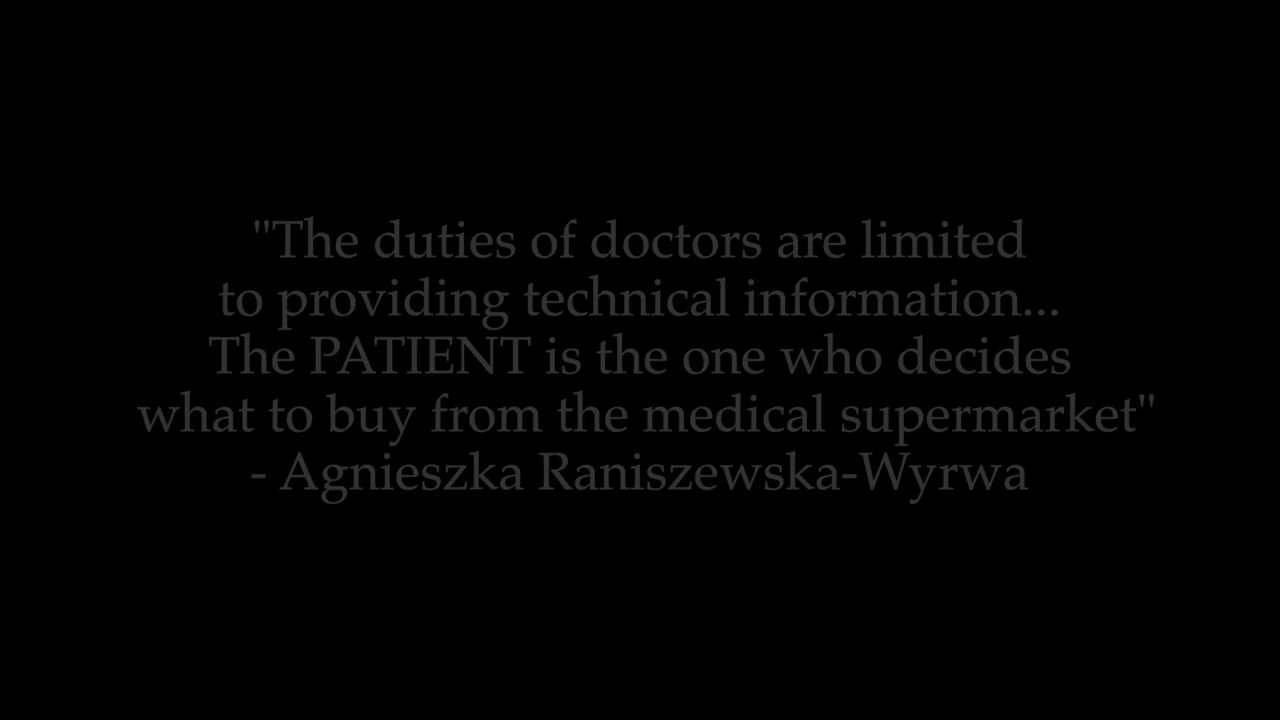 "The duties of doctors are limited
to providing technical information...
The PATIENT is the one who decides
what to buy from the medical supermarket"
- Agnieszka Raniszewska-Wyrwa